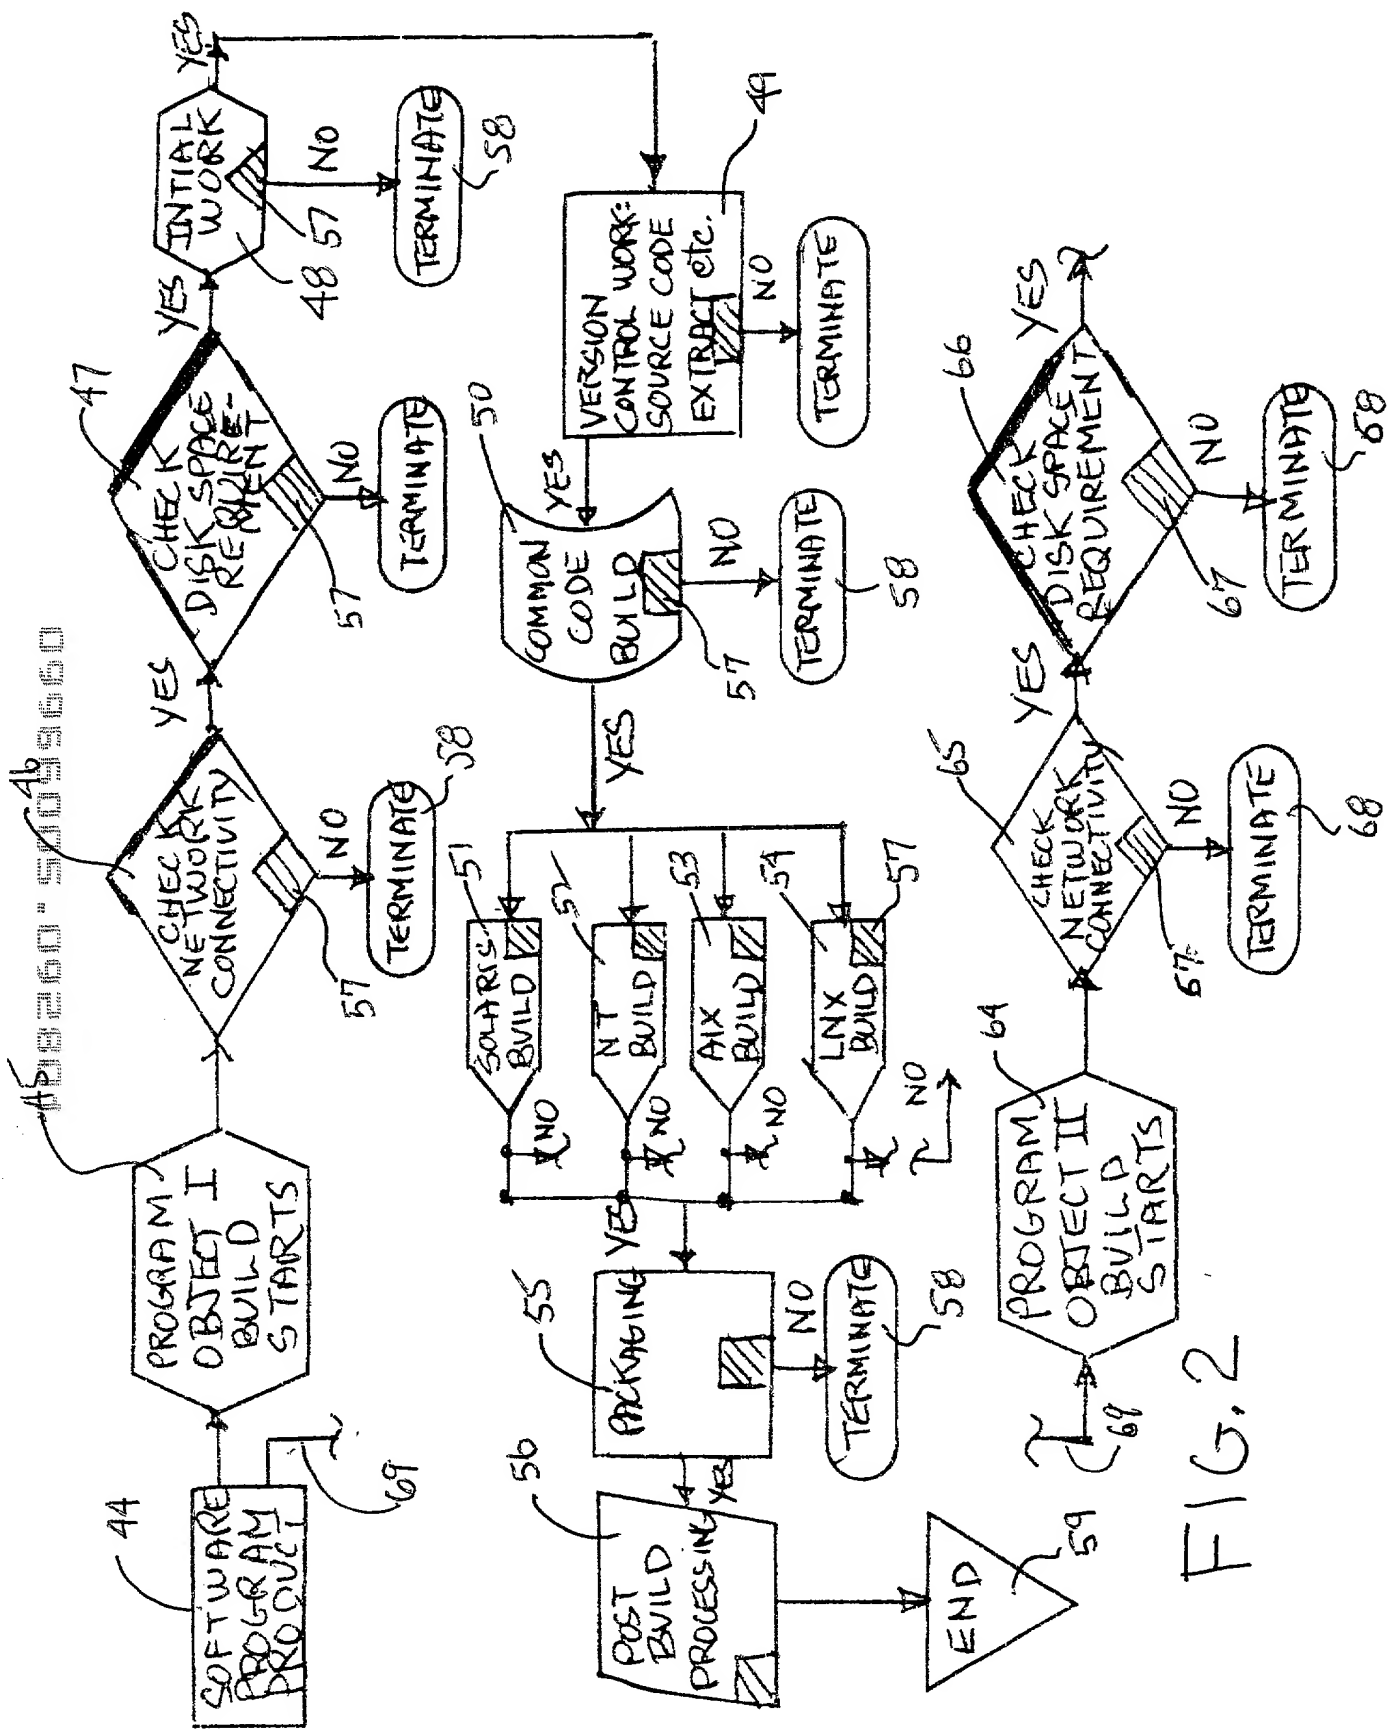 44
SOFTWARE
PROGRAM
PRODUCT
69
45
PROGRAM
OBJECT I
BUILD
STARTS
46
CHECK
NETWORK
CONNECTIVITY
57
NO
TERMINATE
58
YES
47
CHECK
DISK SPACE
REQUIRE-
MENT
57
NO
TERMINATE
YES
INTIAL
WORK
48
57
NO
TERMINATE
58
YES
VERSION
CONTROL WORK:
SOURCE CODE
EXTRACT etc.
49
NO
TERMINATE
YES
50
COMMON
CODE
BUILD
57
NO
TERMINATE
58
YES
51
SOLARIS
BUILD
NO
52
NT
BUILD
NO
53
AIX
BUILD
NO
54
LNX
BUILD
57
NO
YES
55
PACKAGING
NO
TERMINATE
58
YES
56
POST
BUILD
PROCESSING
END
59
69
64
PROGRAM
OBJECT II
BUILD
STARTS
65
CHECK
NETWORK
CONNECTIVITY
67
NO
TERMINATE
68
YES
66
CHECK
DISK SPACE
REQUIREMENT
67
NO
TERMINATE
68
YES
FIG. 2